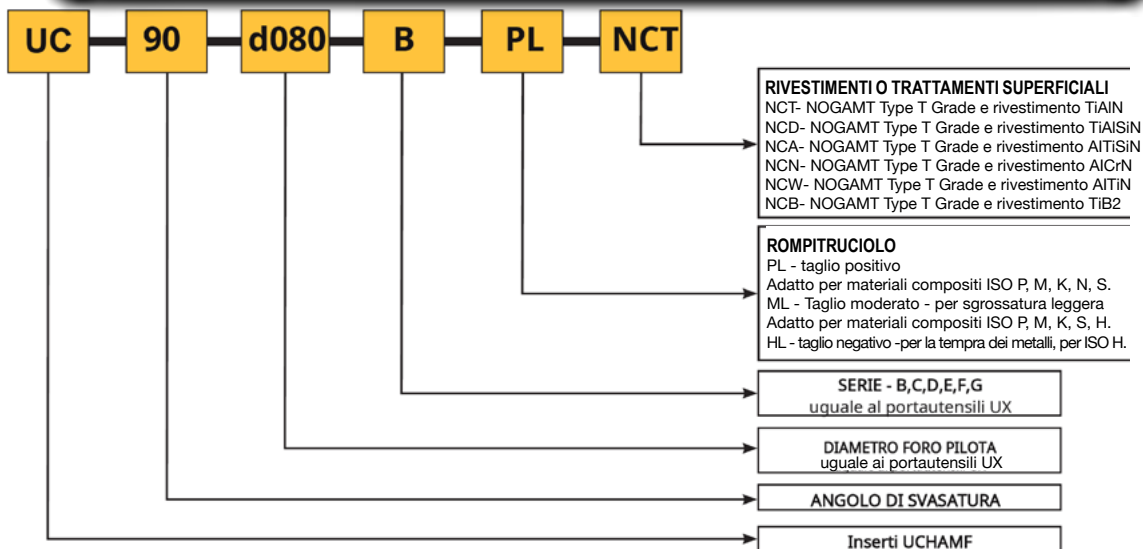 UC 90 d080 B PL NCT
RIVESTIMENTI O TRATTAMENTI SUPERFICIALI
NCT- NOGAMT Type T Grade e rivestimento TiAlN
NCD- NOGAMT Type T Grade e rivestimento TiAlSiN
NCA- NOGAMT Type T Grade e rivestimento AlTiSiN
NCN- NOGAMT Type T Grade e rivestimento AlCrN
NCW- NOGAMT Type T Grade e rivestimento AlTiN
NCB- NOGAMT Type T Grade e rivestimento TiB2
ROMPITRUCIOLO
PL - taglio positivo
Adatto per materiali compositi ISO P, M, K, N, S.
ML - Taglio moderato - per sgrossatura leggera
Adatto per materiali compositi ISO P, M, K, S, H.
HL - taglio negativo -per la tempra dei metalli, per ISO H.
SERIE - B,C,D,E,F,G
uguale al portautensili UX
DIAMETRO FORO PILOTA
uguale ai portautensili UX
ANGOLO DI SVASATURA
Inserti UCHAMF